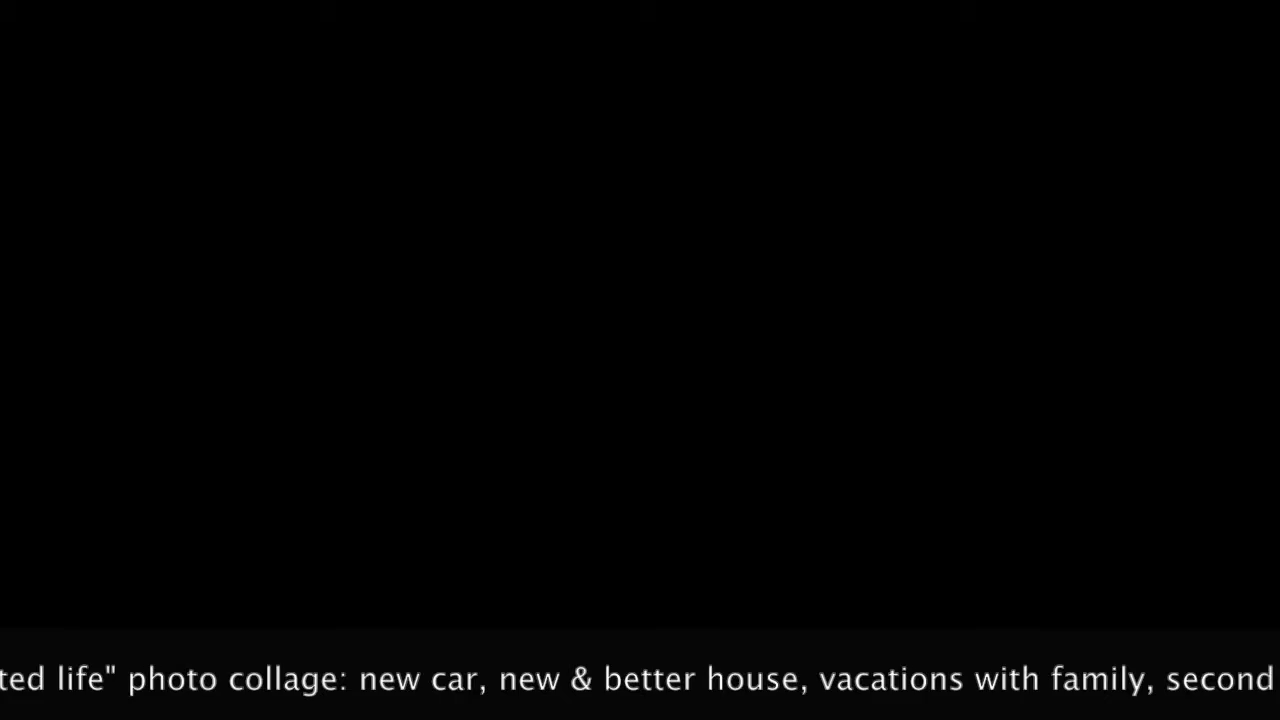 ted life" photo collage: new car, new & better house, vacations with family, second